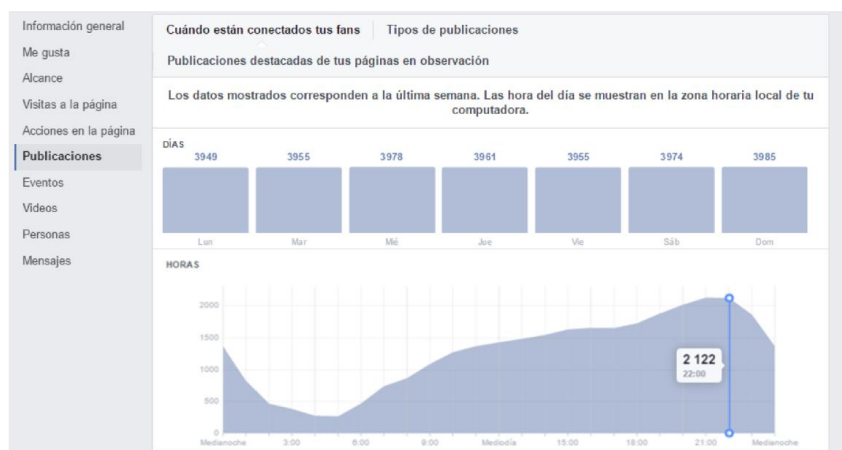 Información general
Me gusta
Alcance
Visitas a la página
Acciones en la página
Publicaciones
Eventos
Videos
Personas
Mensajes
Cuándo están conectados tus fans
Tipos de publicaciones
Publicaciones destacadas de tus páginas en observación
Los datos mostrados corresponden a la última semana. Las hora del día se muestran en la zona horaria local de tu
computadora.
DÍAS
3949 3955 3978 3961 3955 3974 3985
Lun Mar Mié Jue Vie Sáb Dom
HORAS
2000
1500
1000
500
0
2 122
22:00
Medianoche 3:00 6:00 9:00 Mediodía 15:00 18:00 21:00 Medianoche